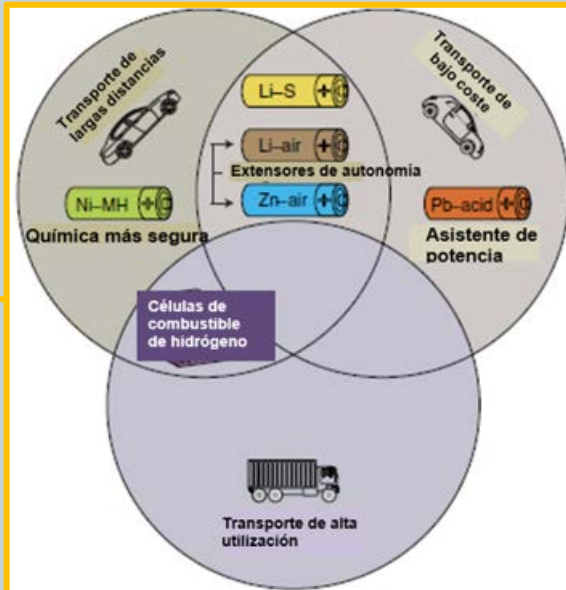 Transporte de
largas distancias
Li–S
Transporte de
bajo coste
Li–air
Extensores de autonomía
Zn–air
Ni–MH
Química más segura
Pb–acid
Asistente de
potencia
Células de
combustible
de hidrógeno
Transporte de alta
utilización